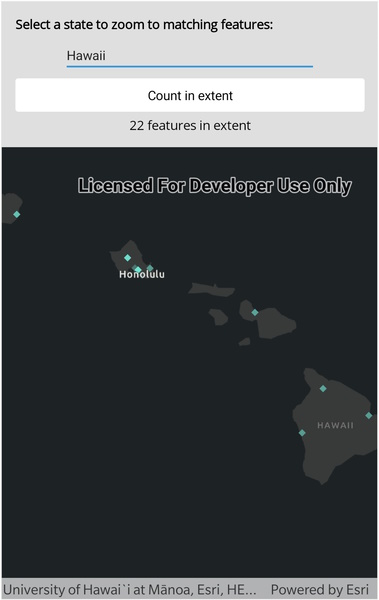 Select a state to zoom to matching features:
Hawaii
Count in extent
22 features in extent
Licensed For Developer Use Only
Honolulu
HAWAII
University of Hawaiʻi at Mānoa, Esri, HE... Powered by Esri